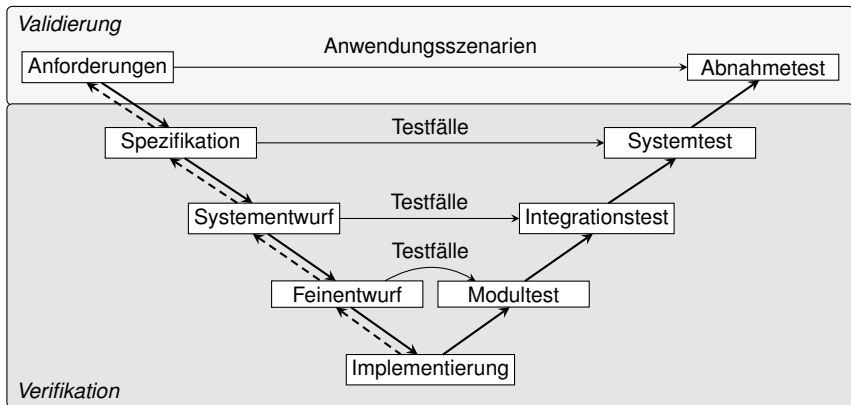 Validierung
Anwendungsszenarien
Anforderungen
Abnahmetest
Testfälle
Spezifikation
Systemtest
Testfälle
Systementwurf
Integrationstest
Testfälle
Feinentwurf
Modultest
Implementierung
Verifikation